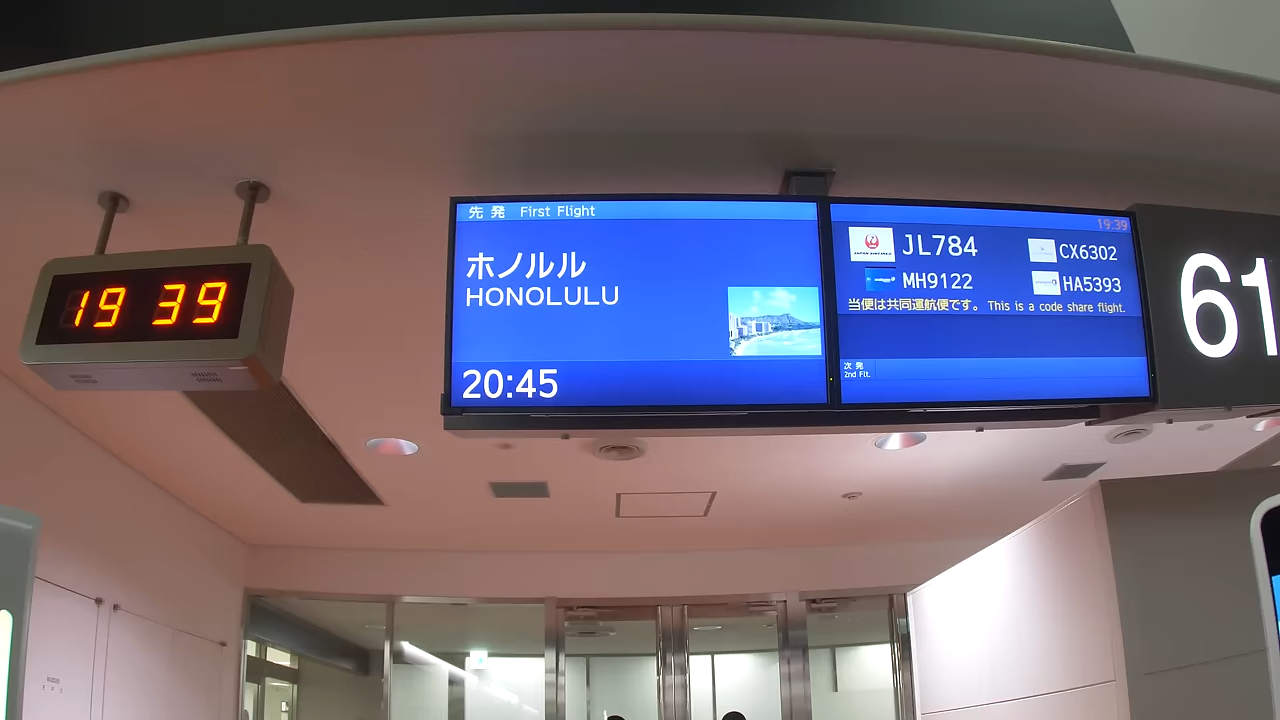 19 39
先発 First Flight
ホノルル
HONOLULU
20:45
19:39
JAPAN AIRLINES
JL784
CX6302
MH9122
HA5393
当便は共同運航便です。 This is a code share flight.
次発
2nd Flt.
61